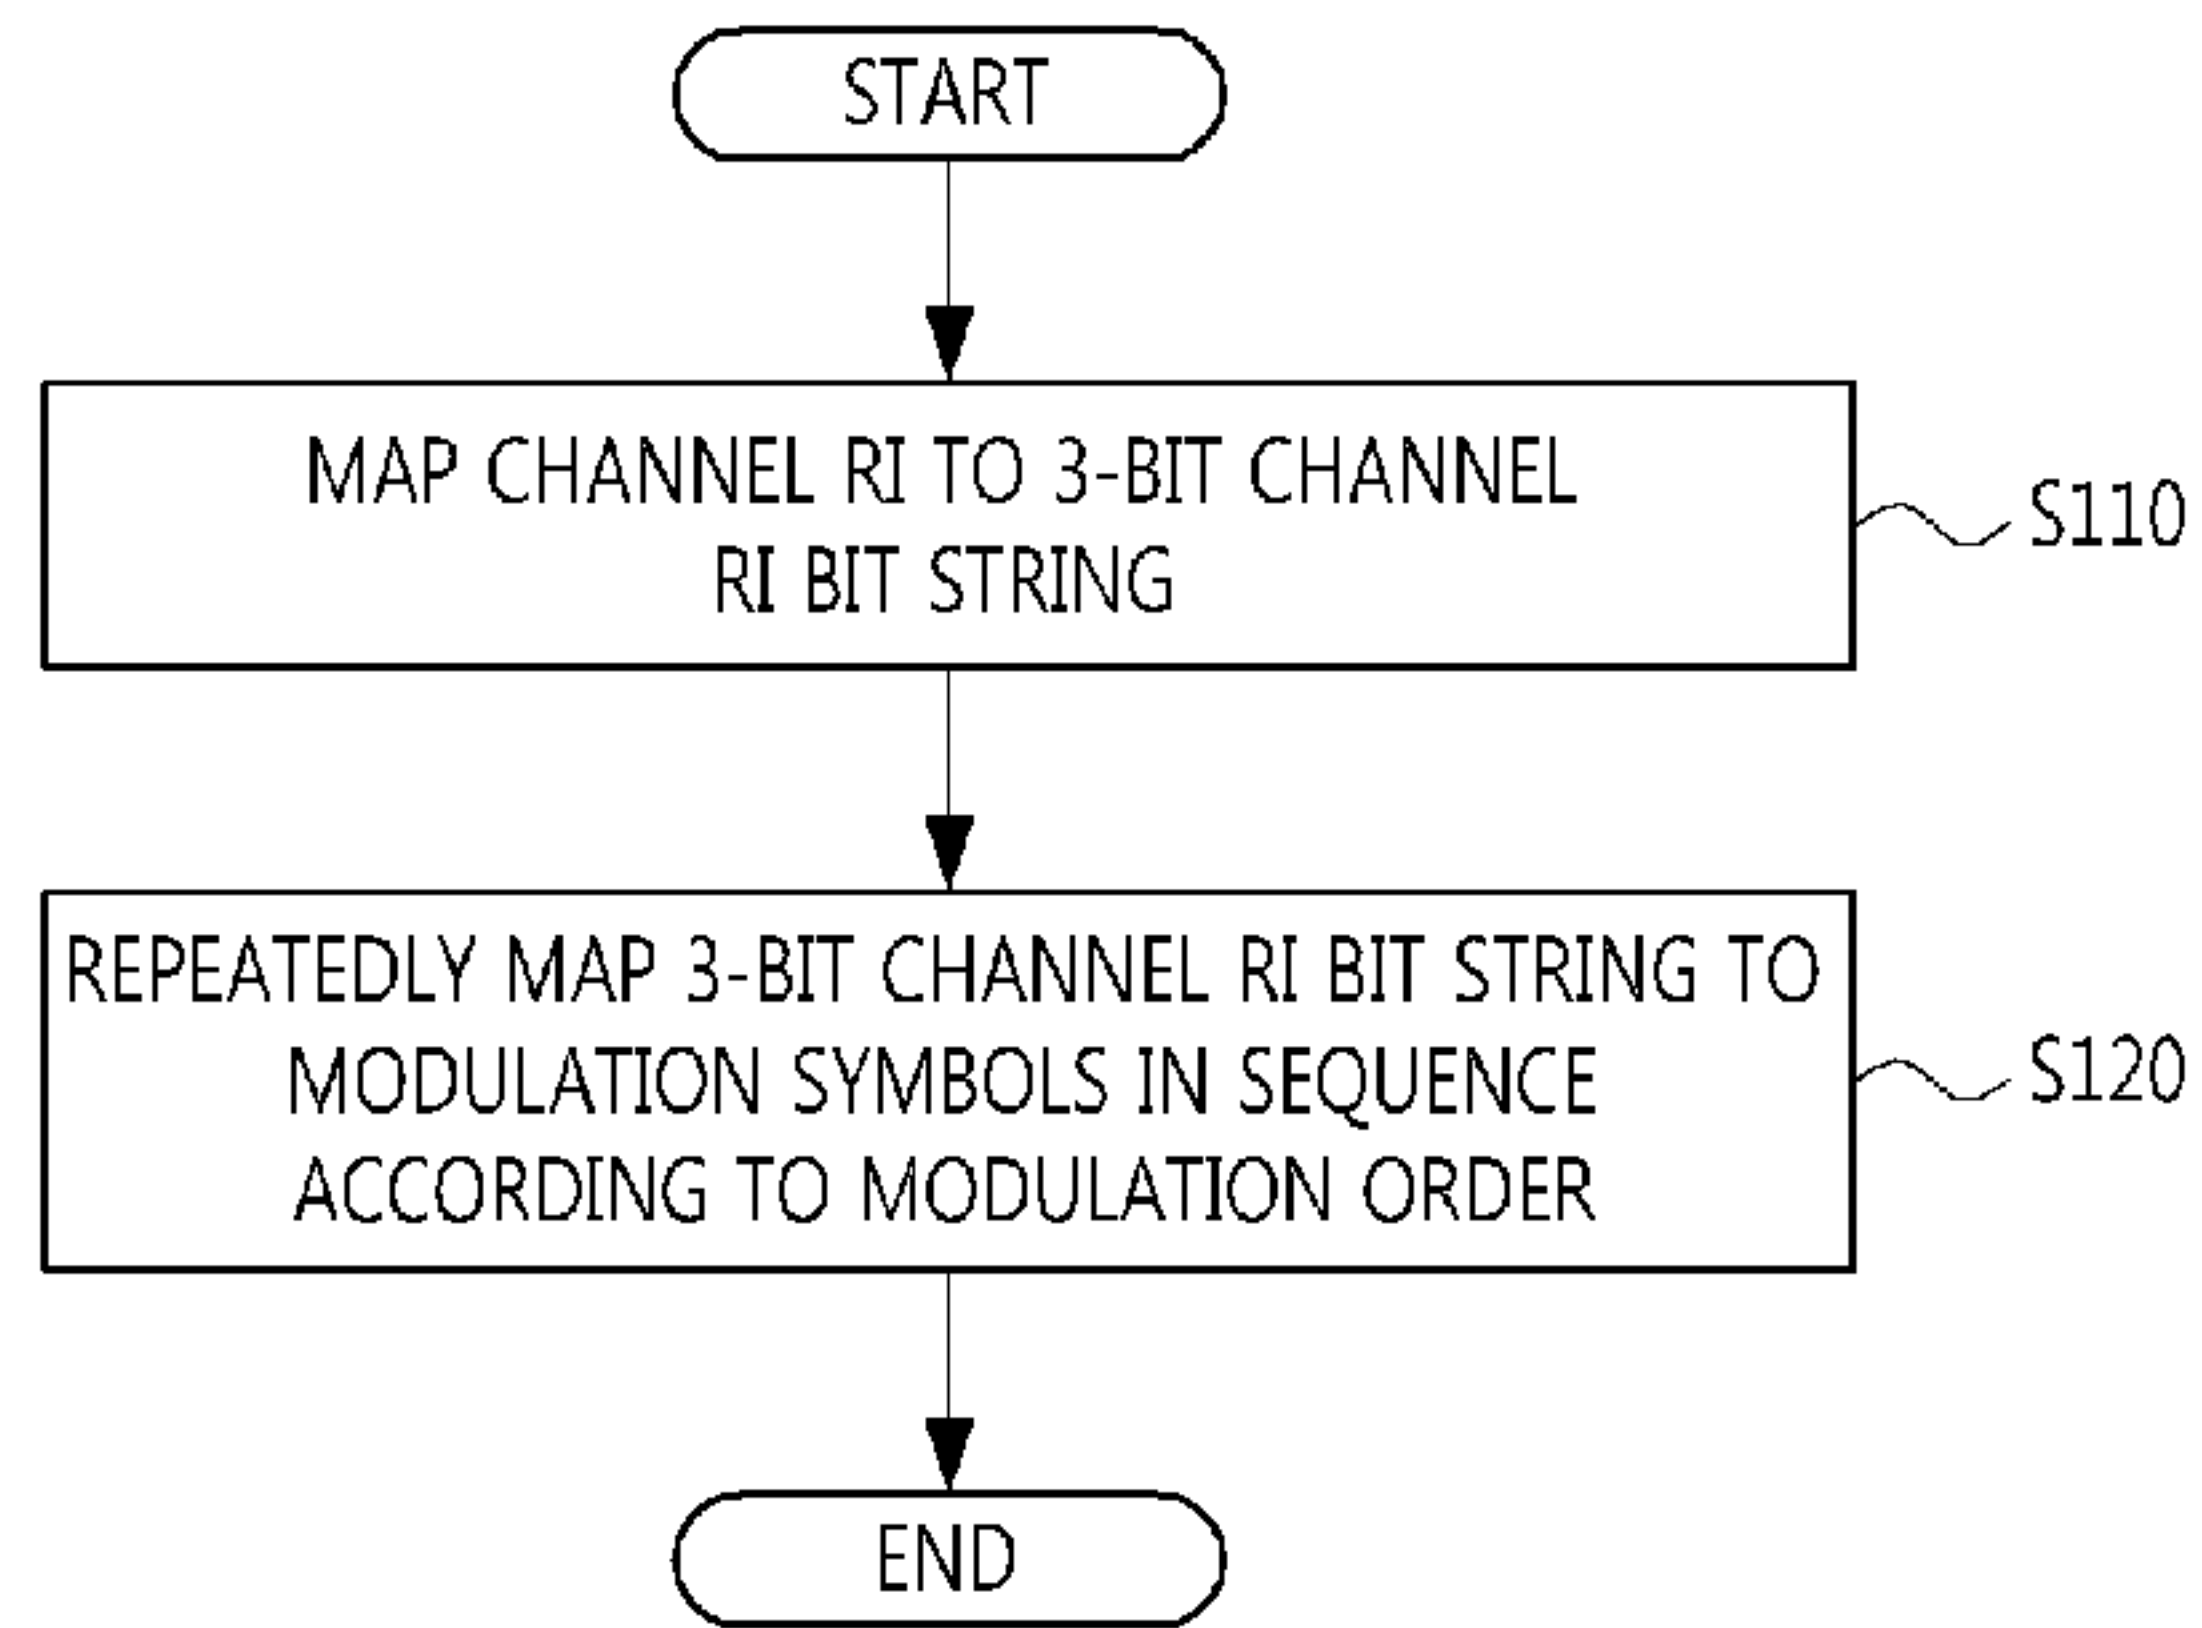 START
MAP CHANNEL RI TO 3-BIT CHANNEL
RI BIT STRING
S110
REPEATEDLY MAP 3-BIT CHANNEL RI BIT STRING TO
MODULATION SYMBOLS IN SEQUENCE
ACCORDING TO MODULATION ORDER
S120
END